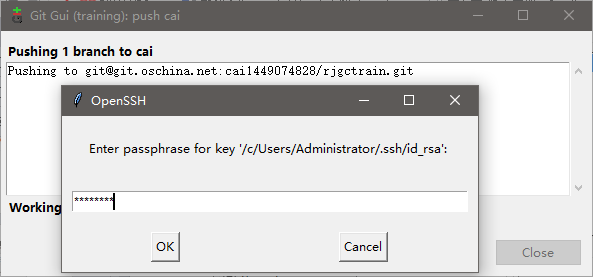 Git Gui (training): push cai
Pushing 1 branch to cai
Pushing to git@git.oschina.net:cai1449074828/rjgctrain.git
OpenSSH
Enter passphrase for key '/c/Users/Administrator/.ssh/id_rsa':
********
Working
OK
Cancel
Close